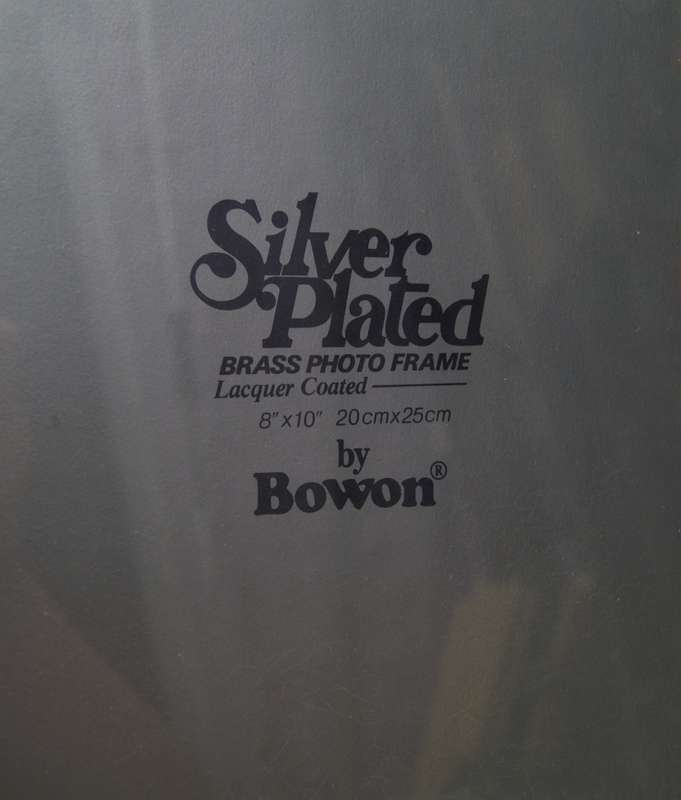 Silver
Plated
BRASS PHOTO FRAME
Lacquer Coated
8"x10" 20cmx25cm
by
Bowon®